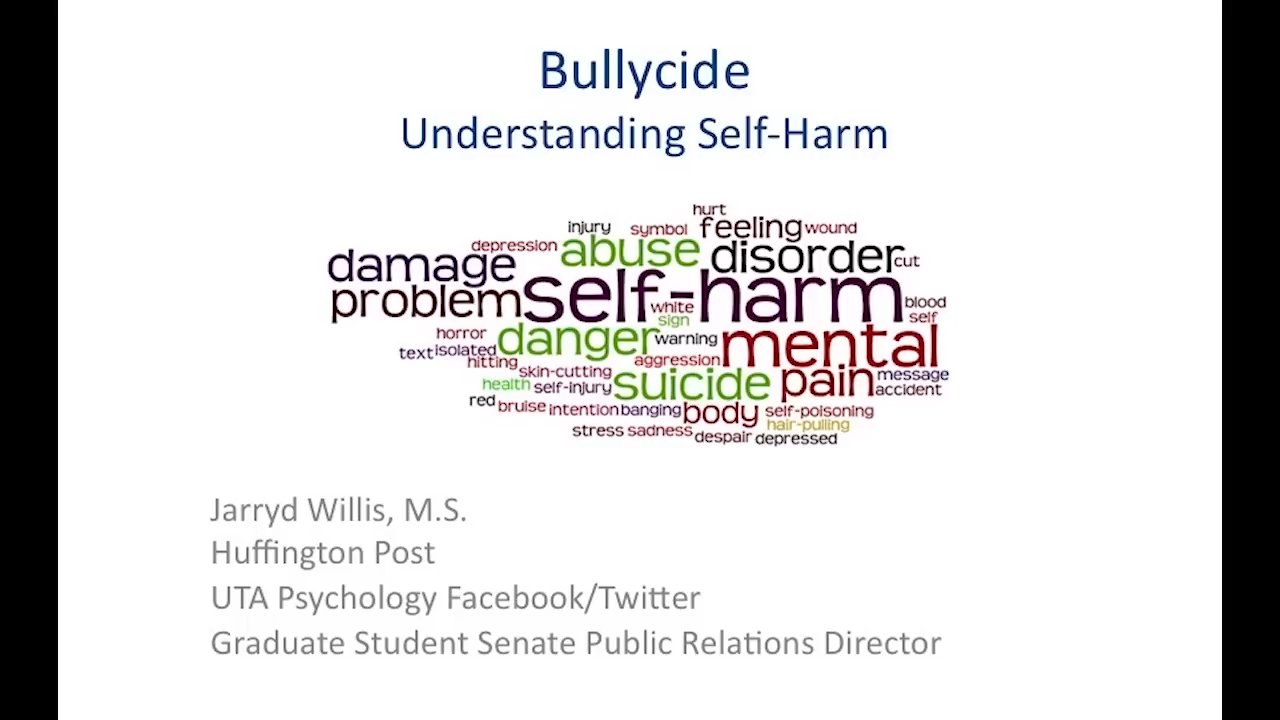 Bullycide
Understanding Self-Harm
hurt
injury symbol feeling wound
depression abuse disorder cut
damage
problem self-harm blood
white self
sign
horror danger warning mental
text isolated
hitting aggression
skin-cutting pain message
health self-injury suicide accident
red bruise intention banging body self-poisoning
hair-pulling
stress sadness despair depressed
Jarryd Willis, M.S.
Huffington Post
UTA Psychology Facebook/Twitter
Graduate Student Senate Public Relations Director